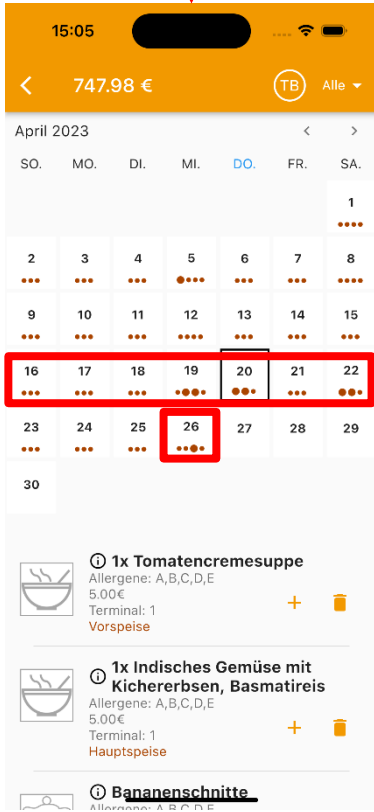 15:05
747.98 € TB Alle
April 2023
SO. MO. DI. MI. DO. FR. SA.
1
2 3 4 5 6 7 8
9 10 11 12 13 14 15
16 17 18 19 20 21 22
23 24 25 26 27 28 29
30
1x Tomatencremesuppe
Allergene: A,B,C,D,E
5.00€
Terminal: 1
Vorspeise
1x Indisches Gemüse mit
Kichererbsen, Basmatireis
Allergene: A,B,C,D,E
5.00€
Terminal: 1
Hauptspeise
Bananenschnitte
Allergene: A,B,C,D,E